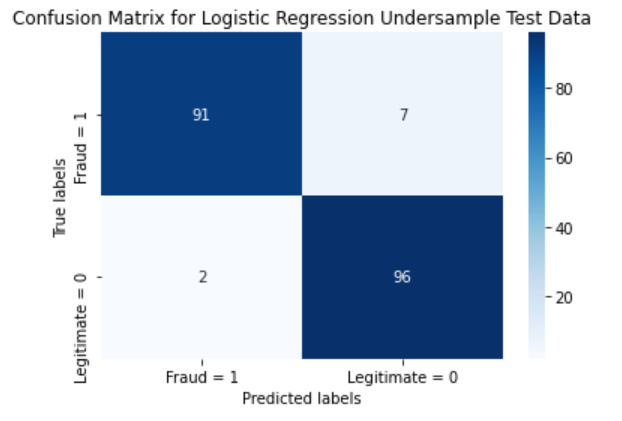 Confusion Matrix for Logistic Regression Undersample Test Data
True labels
Fraud = 1
91
7
80
60
40
20
Legitimate = 0
2
96
Fraud = 1
Legitimate = 0
Predicted labels